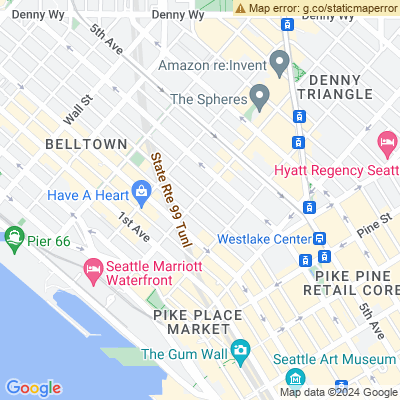 Map error: g.co/staticmaperror
Denny Wy
Denny Wy
5th Ave
Amazon re:Invent
DENNY
TRIANGLE
The Spheres
Wall St
BELLTOWN
Hyatt Regency Seatt
State Rte 99 Tunl
Have A Heart
1st Ave
Pine St
Pier 66
Westlake Center
Seattle Marriott
Waterfront
PIKE PINE
RETAIL CORE
PIKE PLACE
MARKET
5th Ave
The Gum Wall
Seattle Art Museum
Google
Map data ©2024 Google